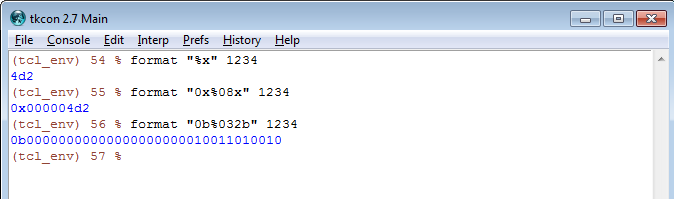 tkcon 2.7 Main
File Console Edit Interp Prefs History Help
(tcl_env) 54 % format "%x" 1234
4d2
(tcl_env) 55 % format "0x%08x" 1234
0x000004d2
(tcl_env) 56 % format "0b%032b" 1234
0b00000000000000000000010011010010
(tcl_env) 57 %